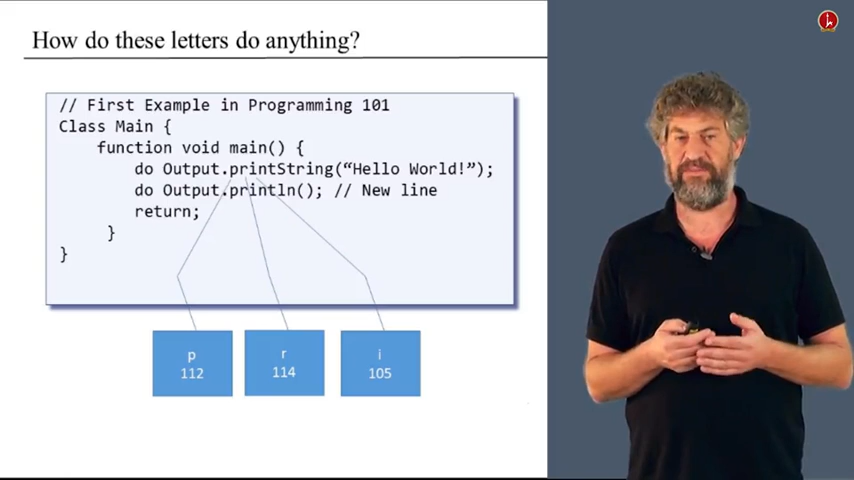 How do these letters do anything?
// First Example in Programming 101
Class Main {
function void main() {
do Output.printString(“Hello World!”);
do Output.println(); // New line
return;
}
}
p r i
112 114 105